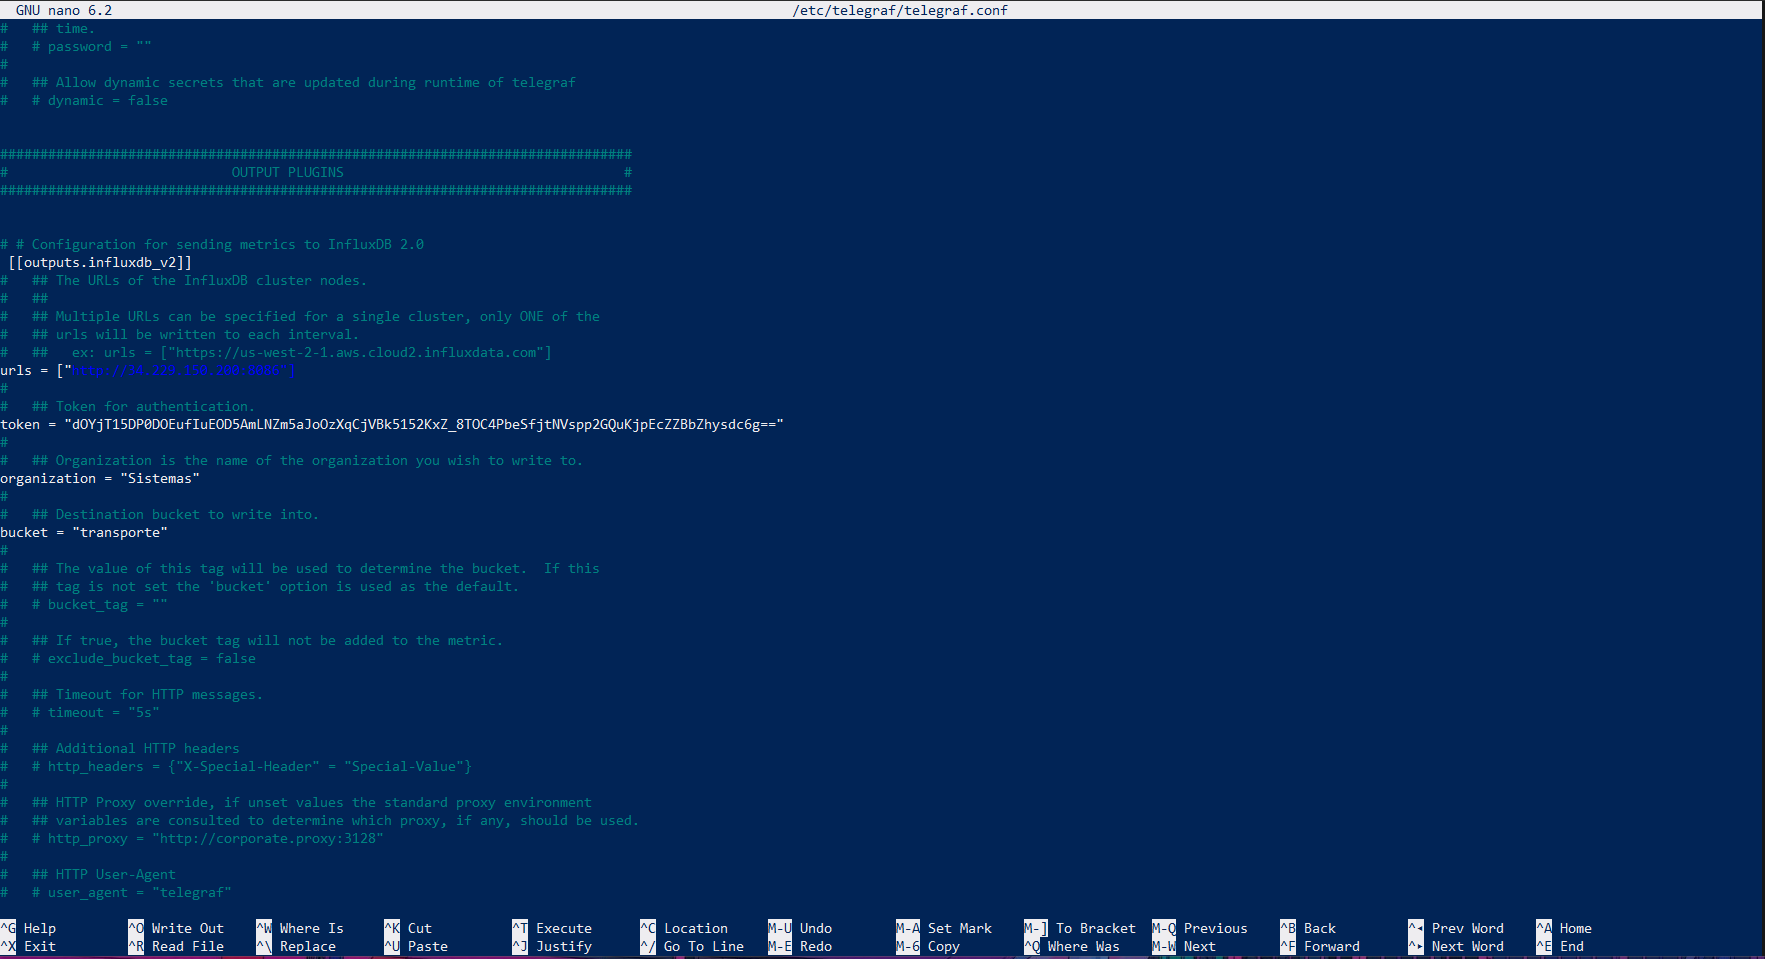 GNU nano 6.2 /etc/telegraf/telegraf.conf
#   ## time.
#   # password = ""
#
#   ## Allow dynamic secrets that are updated during runtime of telegraf
#   # dynamic = false
###############################################################################
#                            OUTPUT PLUGINS                                   #
###############################################################################
# # Configuration for sending metrics to InfluxDB 2.0
 [[outputs.influxdb_v2]]
#   ## The URLs of the InfluxDB cluster nodes.
#   ##
#   ## Multiple URLs can be specified for a single cluster, only ONE of the
#   ## urls will be written to each interval.
#   ##   ex: urls = ["https://us-west-2-1.aws.cloud2.influxdata.com"]
urls = ["
#
#   ## Token for authentication.
token = "dOYjT15DP0DOEufIuEOD5AmLNZm5aJoOzXqCjVBk5152KxZ_8TOC4PbeSfjtNVspp2GQuKjpEcZZBbZhysdc6g=="
#
#   ## Organization is the name of the organization you wish to write to.
organization = "Sistemas"
#
#   ## Destination bucket to write into.
bucket = "transporte"
#
#   ## The value of this tag will be used to determine the bucket.  If this
#   ## tag is not set the 'bucket' option is used as the default.
#   # bucket_tag = ""
#
#   ## If true, the bucket tag will not be added to the metric.
#   # exclude_bucket_tag = false
#
#   ## Timeout for HTTP messages.
#   # timeout = "5s"
#
#   ## Additional HTTP headers
#   # http_headers = {"X-Special-Header" = "Special-Value"}
#
#   ## HTTP Proxy override, if unset values the standard proxy environment
#   ## variables are consulted to determine which proxy, if any, should be used.
#   # http_proxy = "http://corporate.proxy:3128"
#
#   ## HTTP User-Agent
#   # user_agent = "telegraf"
^G Help ^O Write Out ^W Where Is ^K Cut ^T Execute ^C Location M-U Undo M-A Set Mark M-] To Bracket M-Q Previous ^B Back ^◂ Prev Word ^A Home
^X Exit ^R Read File ^\ Replace ^U Paste ^J Justify ^/ Go To Line M-E Redo M-6 Copy ^Q Where Was M-W Next ^F Forward ^▸ Next Word ^E End